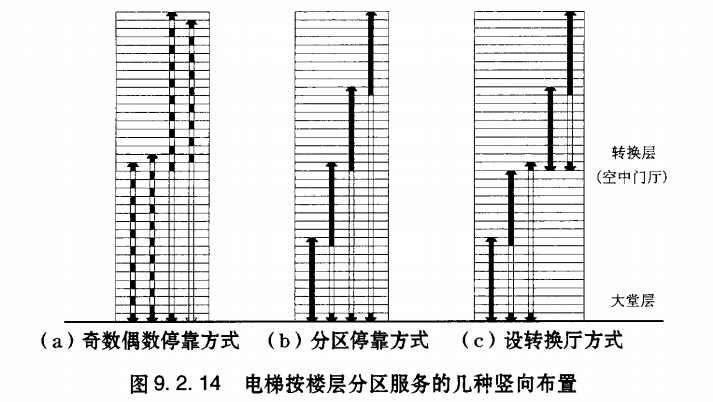 转换层
(空中门厅)
大堂层
(a)奇数偶数停靠方式 (b)分区停靠方式 (c)设转换厅方式
图9.2.14 电梯按楼层分区服务的几种竖向布置